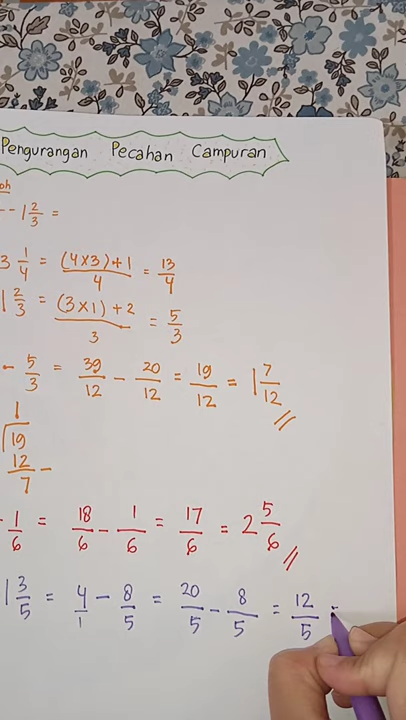 Pengurangan Pecahan Campuran
oh
- 1 2/3 =
3 1/4 = (4x3)+1/4 = 13/4
1 2/3 = (3x1)+2/3 = 5/3
- 5/3 = 39/12 - 20/12 = 19/12 = 1 7/12 //
1
19
12 -
7
- 1/6 = 18/6 - 1/6 = 17/6 = 2 5/6 //
1 3/5 = 4/1 - 8/5 = 20/5 - 8/5 = 12/5